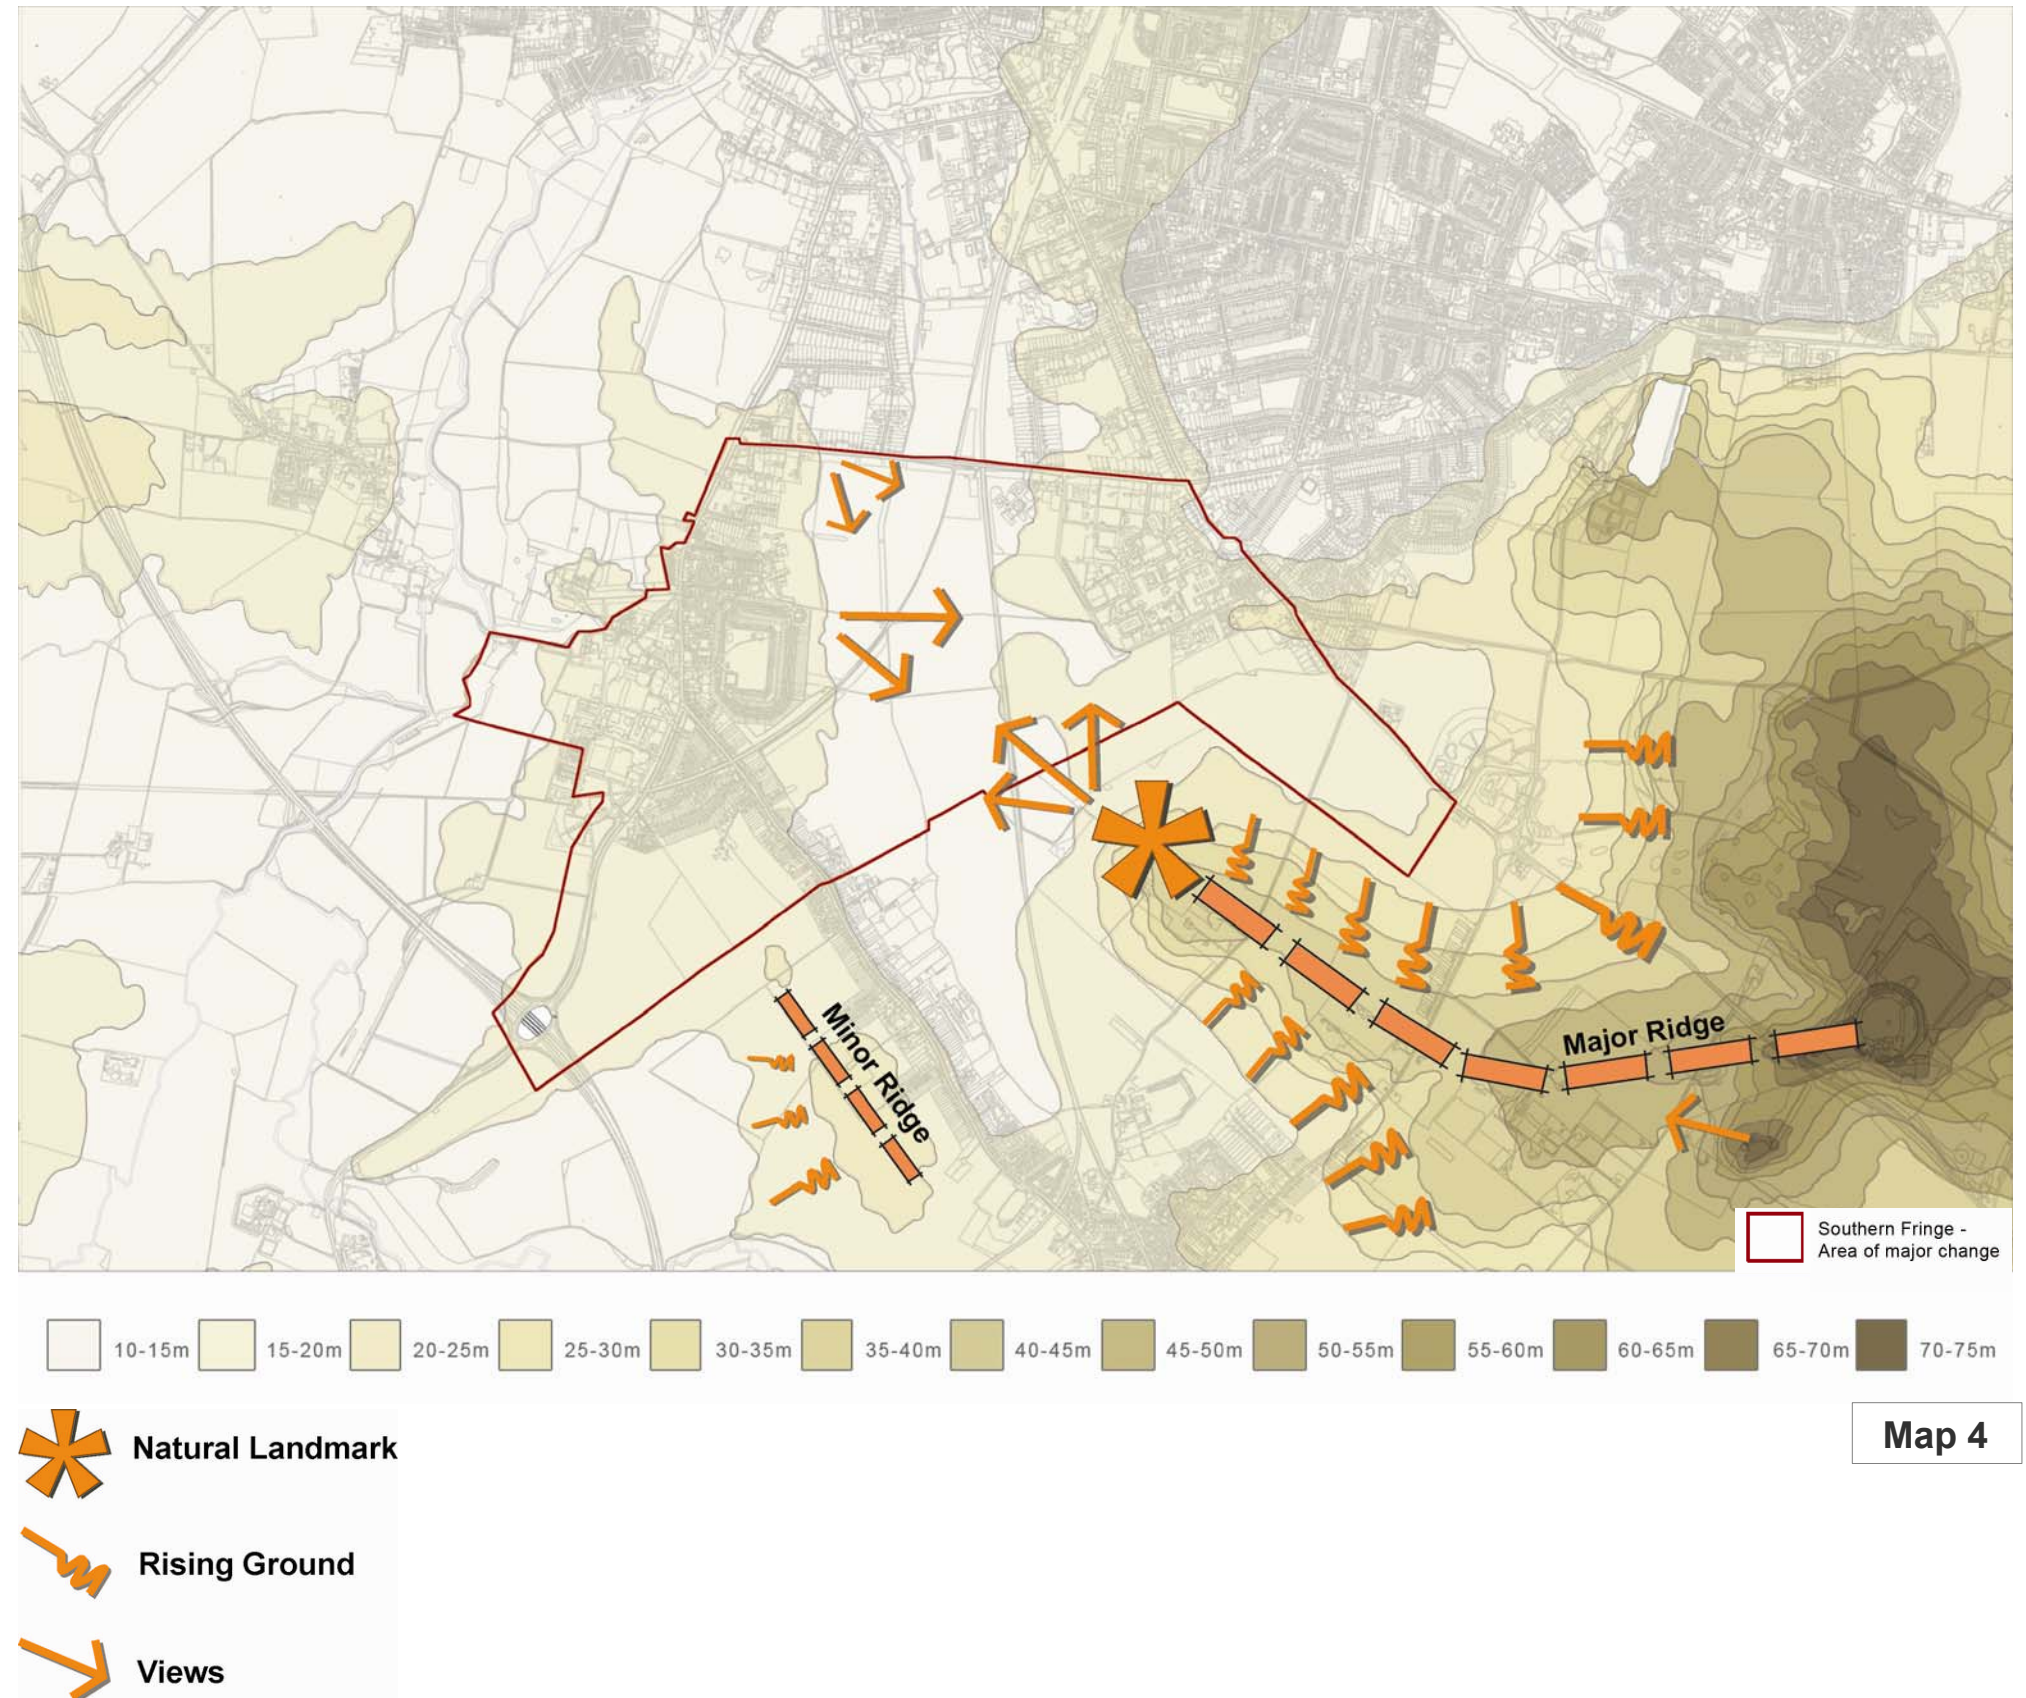 Minor Ridge
Major Ridge
Southern Fringe -
Area of major change
10-15m 15-20m 20-25m 25-30m 30-35m 35-40m 40-45m 45-50m 50-55m 55-60m 60-65m 65-70m 70-75m
Natural Landmark
Map 4
Rising Ground
Views